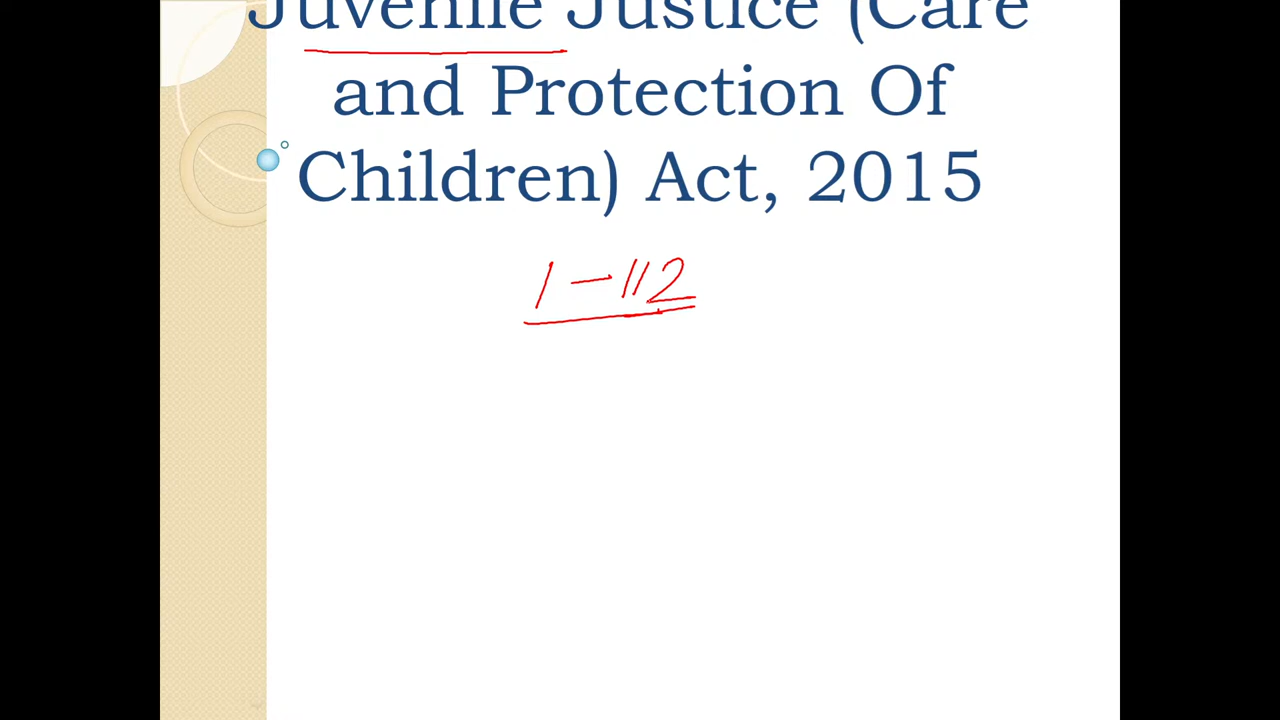 Juvenile Justice (Care
and Protection Of
Children) Act, 2015
1-112